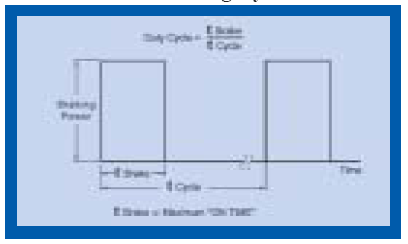 Duty Cycle = t Brake
t Cycle
Braking
Power
Time
t Brake
t Cycle
t Brake = Maximum "ON TIME"